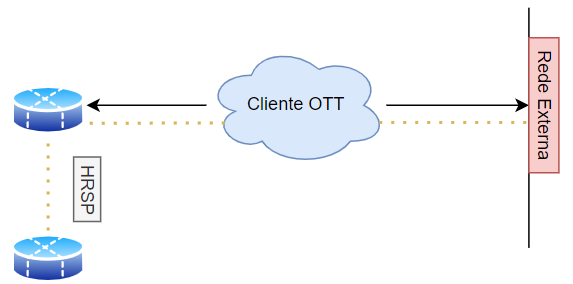 Cliente OTT
Rede Externa
HRSP